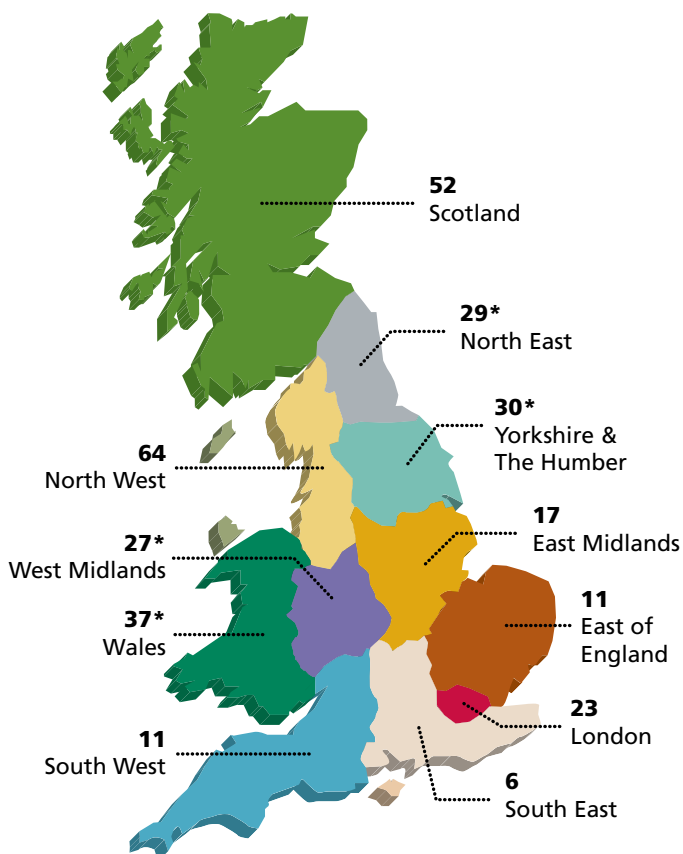 52
Scotland
29*
North East
30*
Yorkshire &
The Humber
64
North West
17
East Midlands
27*
West Midlands
11
East of
England
37*
Wales
23
London
11
South West
6
South East